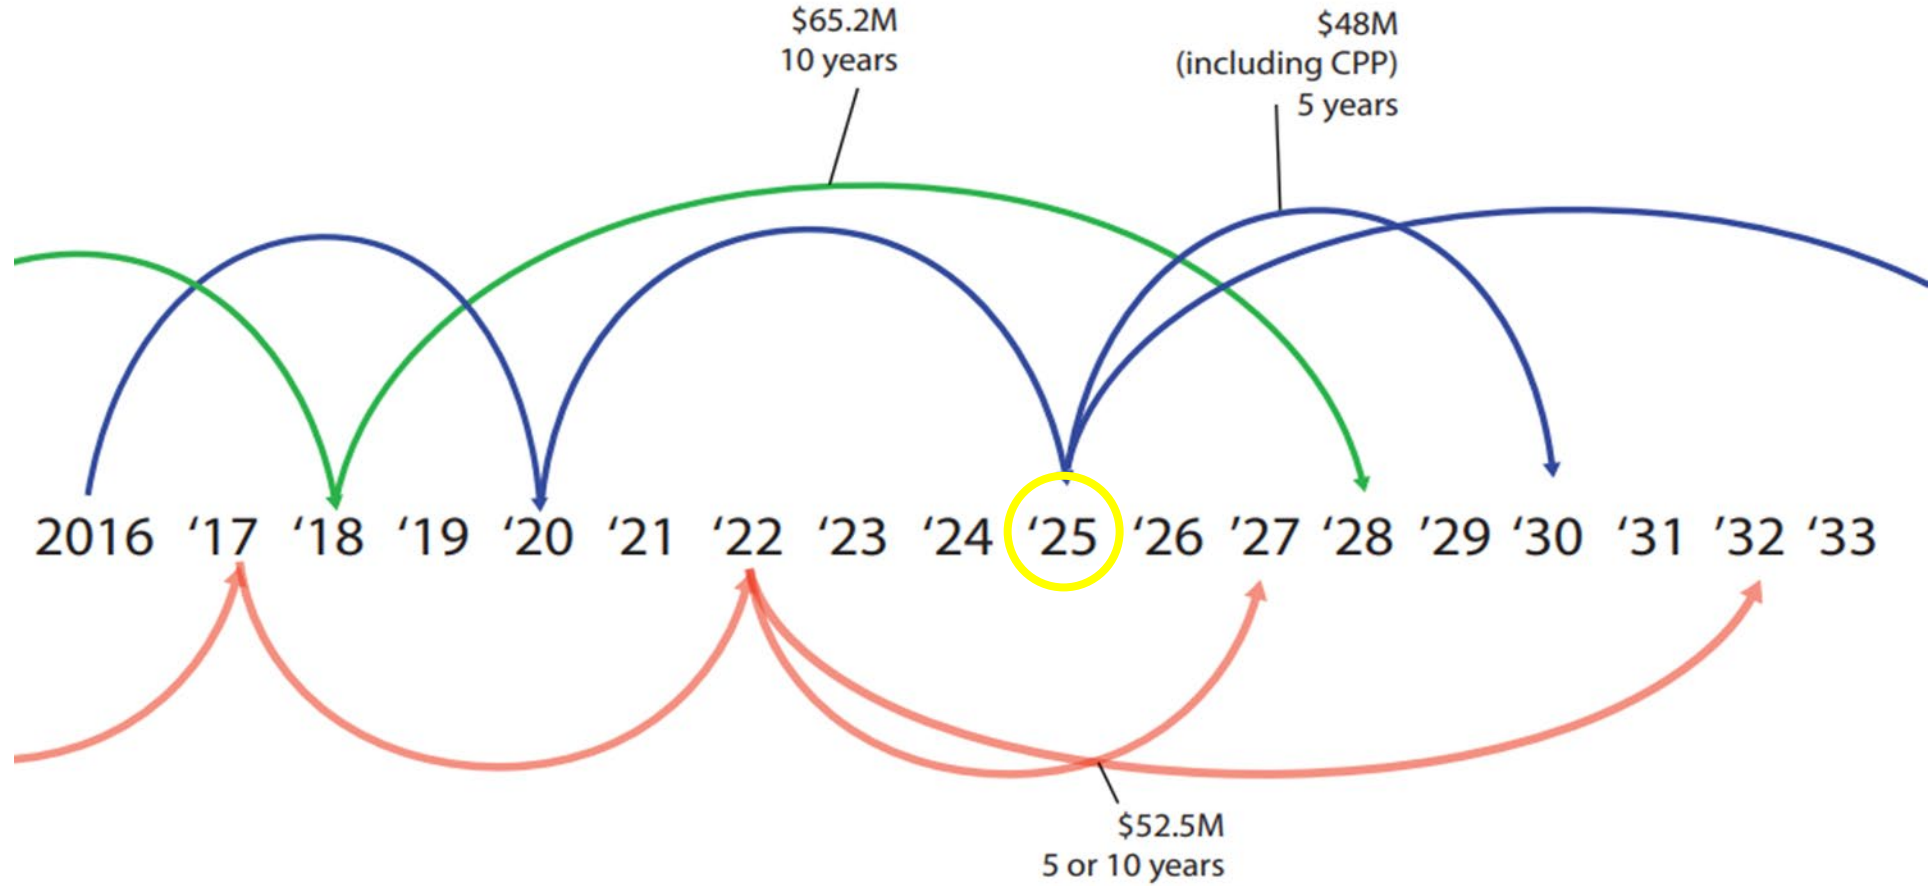 $65.2M
10 years
$48M
(including CPP)
5 years
2016 ‘17 ‘18 ‘19 ‘20 ‘21 ‘22 ‘23 ‘24 ‘25 ‘26 ’27 ‘28 ‘29 ‘30 ‘31 ’32 ‘33
$52.5M
5 or 10 years